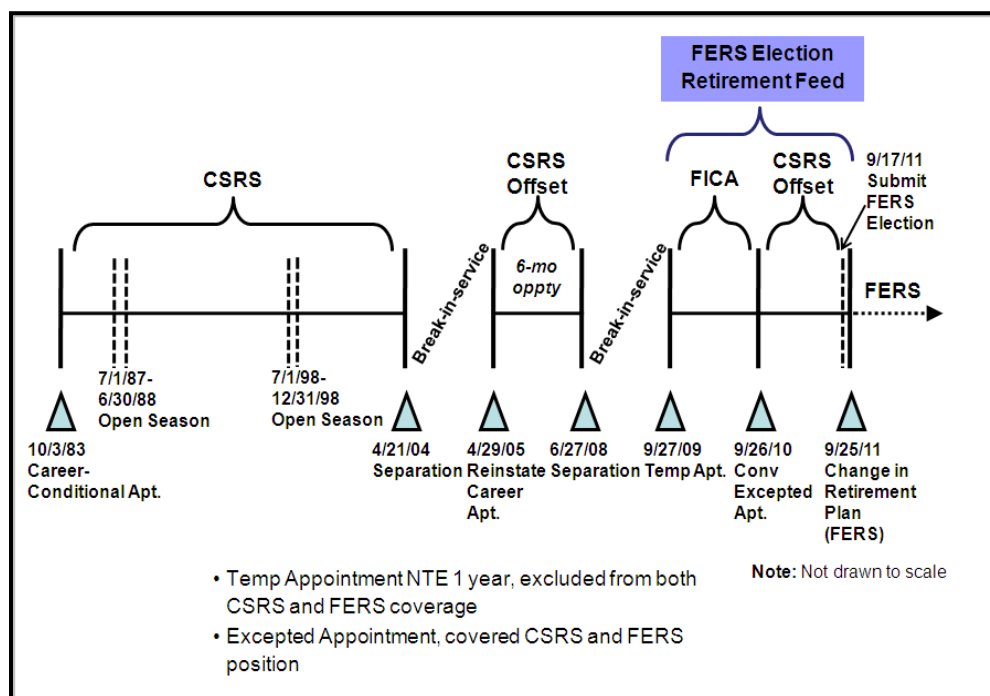 FERS Election
Retirement Feed
CSRS
CSRS
Offset
FICA
CSRS
Offset
9/17/11
Submit
FERS
Election
Break-in-service
6-mo
oppty
Break-in-service
FERS
7/1/87-
6/30/88
Open Season
7/1/98-
12/31/98
Open Season
10/3/83
Career-
Conditional Apt.
4/21/04
Separation
4/29/05
Reinstate
Career
Apt.
6/27/08
Separation
9/27/09
Temp Apt.
9/26/10
Conv
Excepted
Apt.
9/25/11
Change in
Retirement
Plan
(FERS)
• Temp Appointment NTE 1 year, excluded from both
CSRS and FERS coverage
• Excepted Appointment, covered CSRS and FERS
position
Note: Not drawn to scale